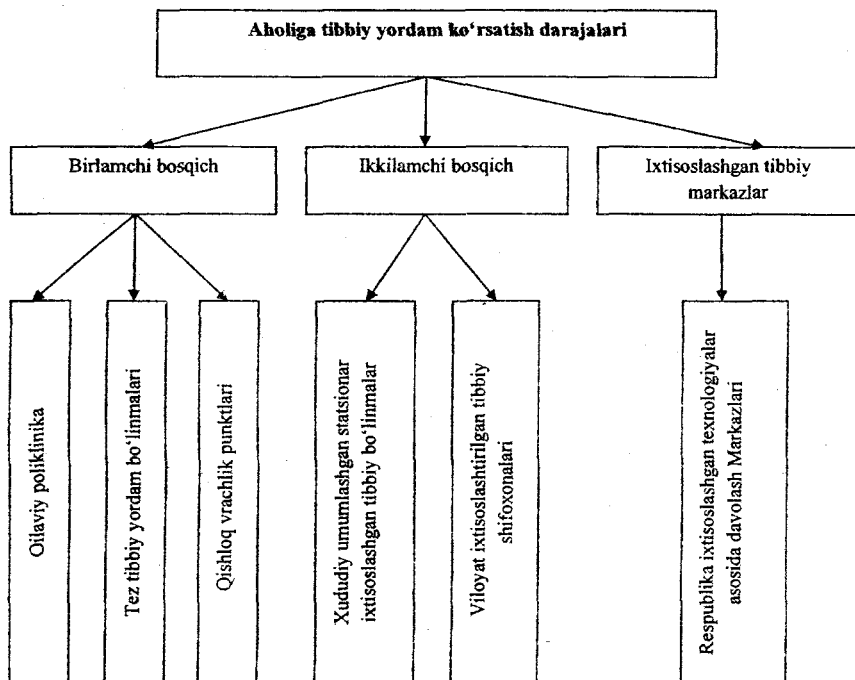 Aholiga tibbiy yordam ko‘rsatish darajalari
Birlamchi bosqich
Ikkilamchi bosqich
Ixtisoslashgan tibbiy
markazlar
Oilaviy poliklinika
Tez tibbiy yordam bo‘linmalari
Qishloq vrachlik punktlari
Xududiy umumlashgan statsionar
ixtisoslashgan tibbiy bo‘linmalar
Viloyat ixtisoslashtirilgan tibbiy
shifoxonalari
Respublika ixtisoslashgan texnologiyalar
asosida davolash Markazlari